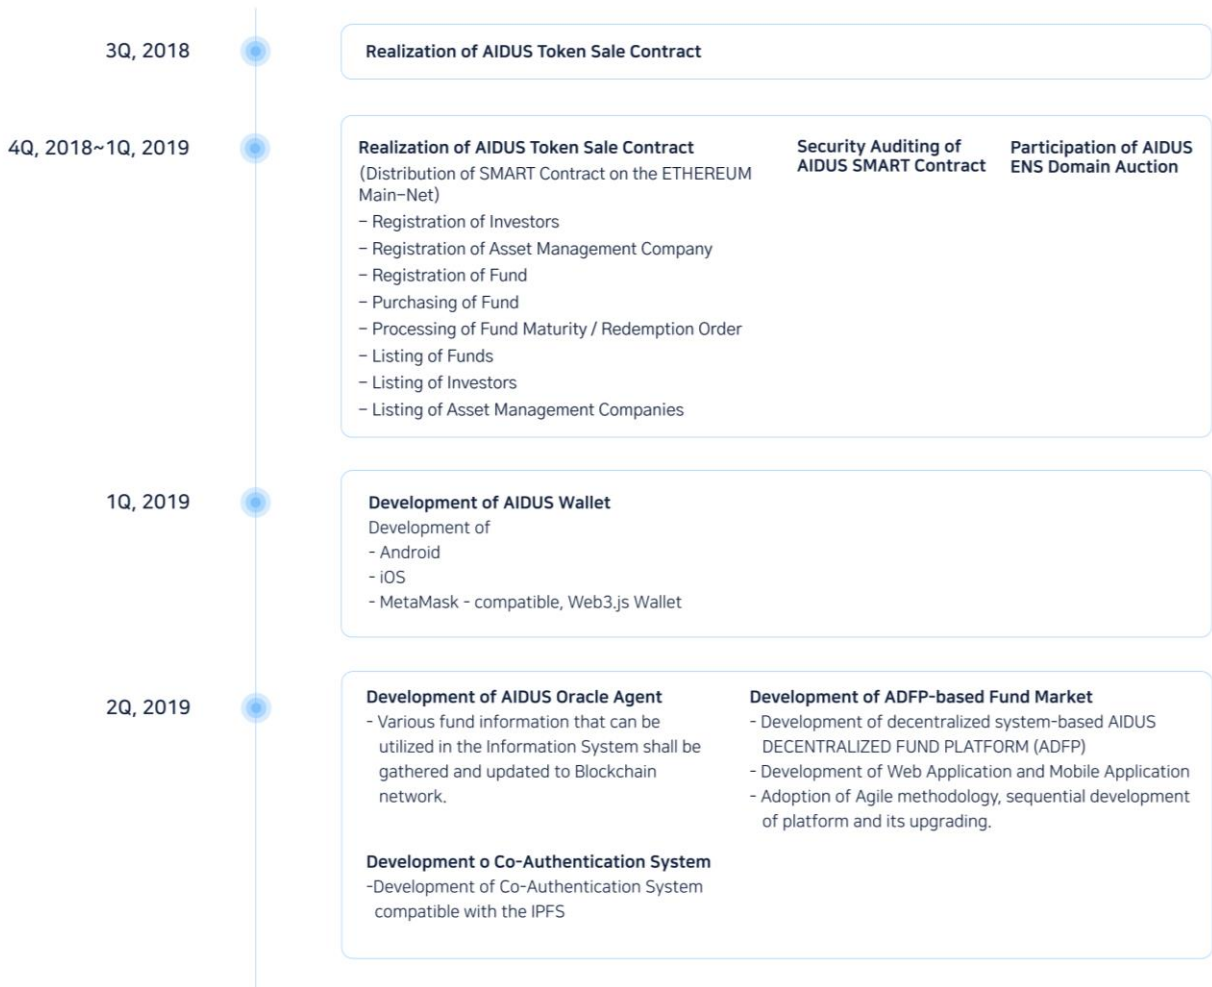 3Q, 2018
Realization of AIDUS Token Sale Contract
4Q, 2018~1Q, 2019
Realization of AIDUS Token Sale Contract
(Distribution of SMART Contract on the ETHEREUM
Main-Net)
- Registration of Investors
- Registration of Asset Management Company
- Registration of Fund
- Purchasing of Fund
- Processing of Fund Maturity / Redemption Order
- Listing of Funds
- Listing of Investors
- Listing of Asset Management Companies
Security Auditing of
AIDUS SMART Contract
Participation of AIDUS
ENS Domain Auction
1Q, 2019
Development of AIDUS Wallet
Development of
- Android
- iOS
- MetaMask - compatible, Web3.js Wallet
2Q, 2019
Development of AIDUS Oracle Agent
- Various fund information that can be
utilized in the Information System shall be
gathered and updated to Blockchain
network.
Development o Co-Authentication System
-Development of Co-Authentication System
compatible with the IPFS
Development of ADFP-based Fund Market
- Development of decentralized system-based AIDUS
DECENTRALIZED FUND PLATFORM (ADFP)
- Development of Web Application and Mobile Application
- Adoption of Agile methodology, sequential development
of platform and its upgrading.